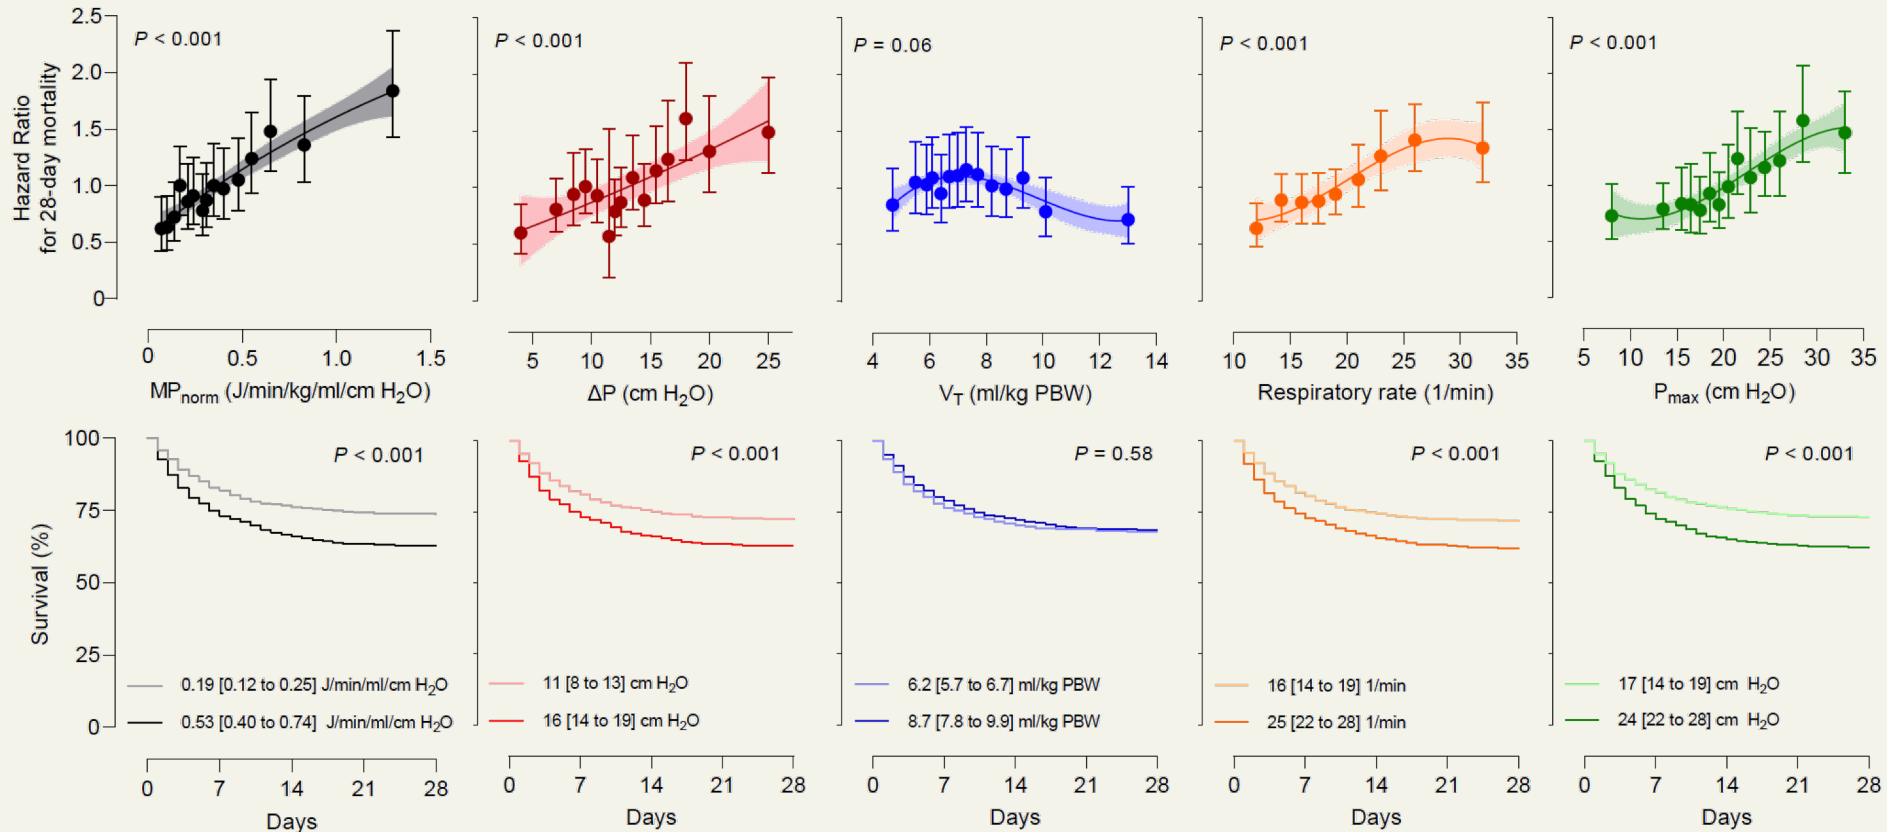 Hazard Ratio
for 28-day mortality
2.5
2.0
1.5
1.0
0.5
0
P < 0.001
P < 0.001
P = 0.06
P < 0.001
P < 0.001
0 0.5 1.0 1.5
MPnorm (J/min/kg/ml/cm H2O)
5 10 15 20 25
ΔP (cm H2O)
4 6 8 10 12 14
VT (ml/kg PBW)
10 15 20 25 30 35
Respiratory rate (1/min)
5 10 15 20 25 30 35
Pmax (cm H2O)
Survival (%)
100
75
50
25
0
P < 0.001
0.19 [0.12 to 0.25] J/min/ml/cm H2O
0.53 [0.40 to 0.74] J/min/ml/cm H2O
0 7 14 21 28
Days
P < 0.001
11 [8 to 13] cm H2O
16 [14 to 19] cm H2O
0 7 14 21 28
Days
P = 0.58
6.2 [5.7 to 6.7] ml/kg PBW
8.7 [7.8 to 9.9] ml/kg PBW
0 7 14 21 28
Days
P < 0.001
16 [14 to 19] 1/min
25 [22 to 28] 1/min
0 7 14 21 28
Days
P < 0.001
17 [14 to 19] cm H2O
24 [22 to 28] cm H2O
0 7 14 21 28
Days